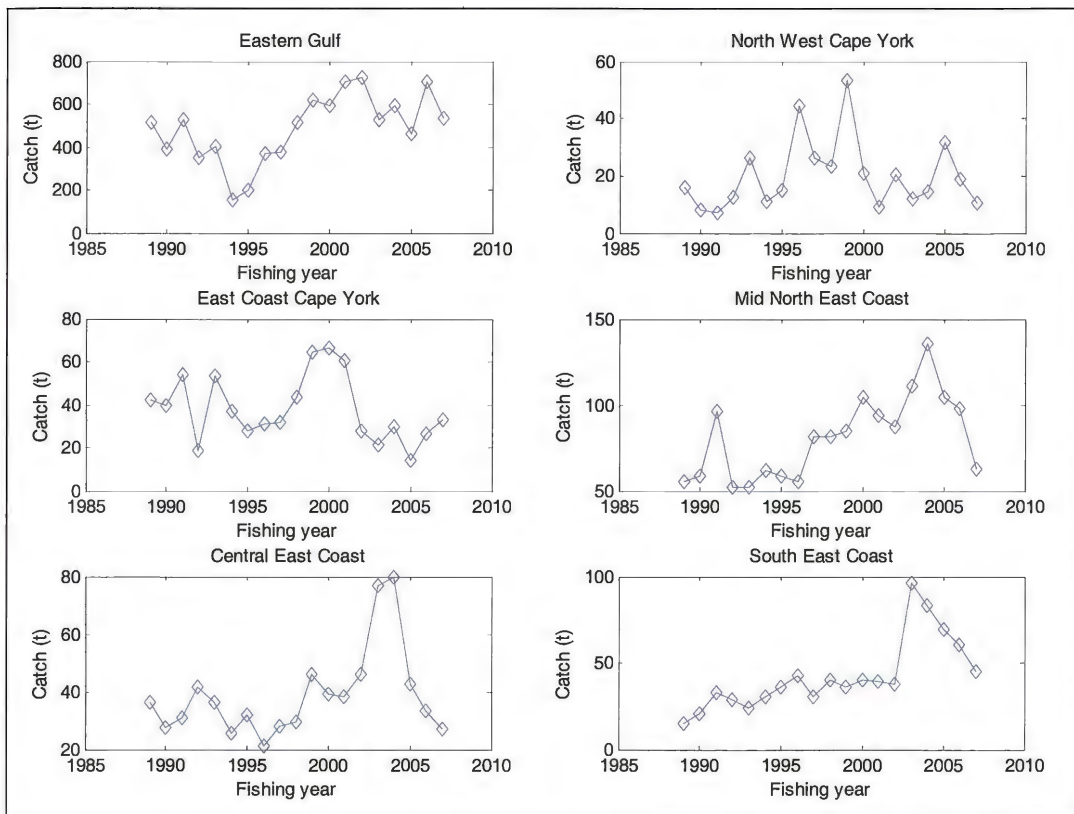 Eastern Gulf
800
600
400
200
0
Catch (t)
1985 1990 1995 2000 2005 2010
Fishing year
North West Cape York
60
40
20
0
Catch (t)
1985 1990 1995 2000 2005 2010
Fishing year
East Coast Cape York
80
60
40
20
0
Catch (t)
1985 1990 1995 2000 2005 2010
Fishing year
Mid North East Coast
150
100
50
Catch (t)
1985 1990 1995 2000 2005 2010
Fishing year
Central East Coast
80
60
40
20
Catch (t)
1985 1990 1995 2000 2005 2010
Fishing year
South East Coast
100
50
0
Catch (t)
1985 1990 1995 2000 2005 2010
Fishing year